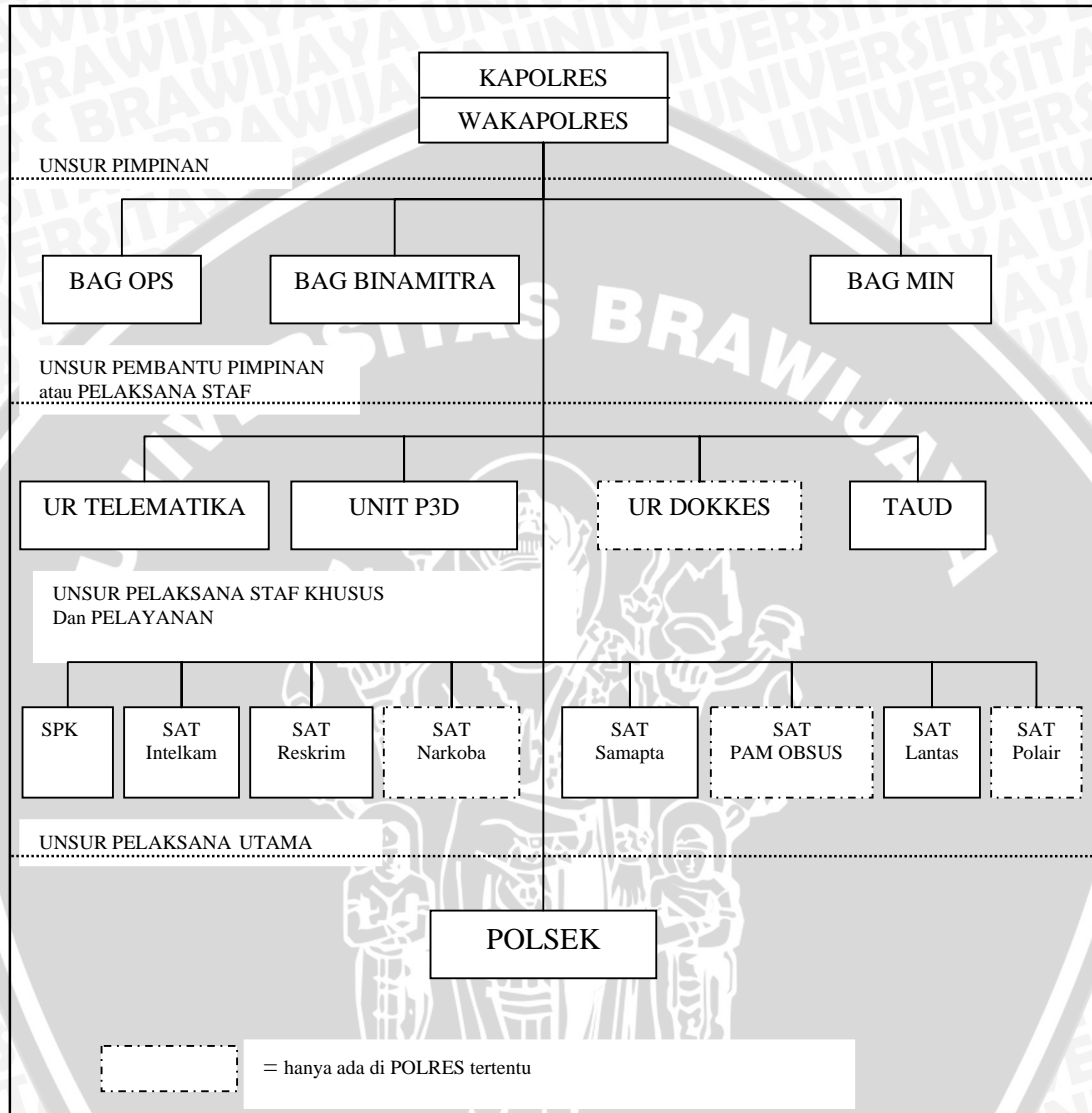 KAPOLRES
WAKAPOLRES
UNSUR PIMPINAN
BAG OPS
BAG BINAMITRA
BAG MIN
UNSUR PEMBANTU PIMPINAN
atau PELAKSANA STAF
UR TELEMATIKA
UNIT P3D
UR DOKKES
TAUD
UNSUR PELAKSANA STAF KHUSUS
Dan PELAYANAN
SPK
SAT
Intelkam
SAT
Reskrim
SAT
Narkoba
SAT
Samapta
SAT
PAM OBSUS
SAT
Lantas
SAT
Polair
UNSUR PELAKSANA UTAMA
POLSEK
= hanya ada di POLRES tertentu
UNIVERSITAS BRAWIJAYA